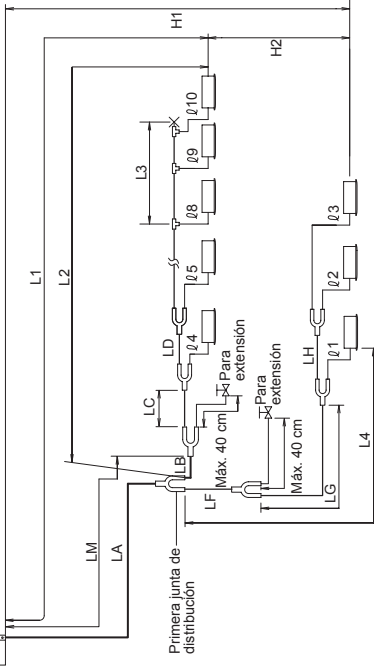 H1
L1
H2
L2
L3
ℓ10
ℓ9
ℓ8
ℓ5
ℓ4
LD
LC
Para
extensión
Máx. 40 cm
LB
LM
LA
Primera junta de
distribución
LF
Para
extensión
Máx. 40 cm
LG
LH
ℓ3
ℓ2
ℓ1
L4